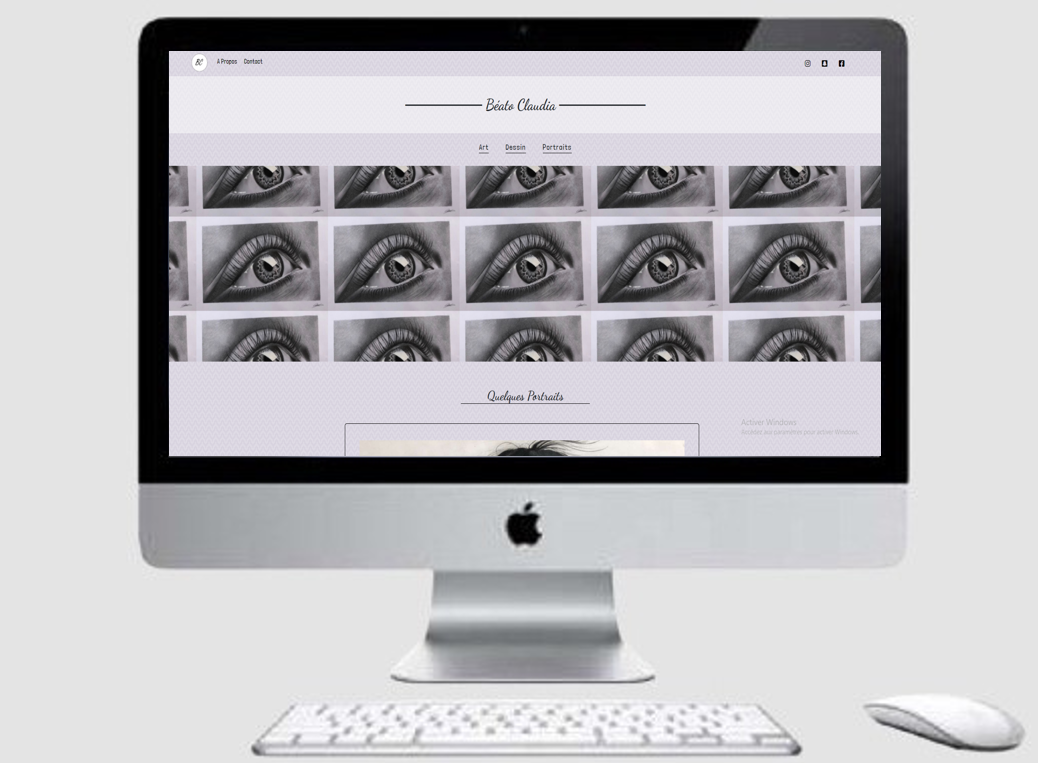 BC
A Propos Contact
Béato Claudia
Art Dessin Portraits
Quelques Portraits
Activer Windows
Accédez aux paramètres pour activer Windows.